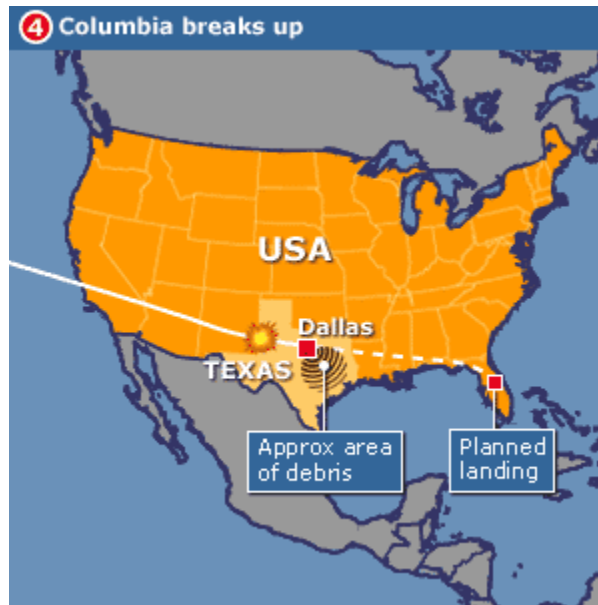 4 Columbia breaks up
USA
Dallas
TEXAS
Approx area
of debris
Planned
landing